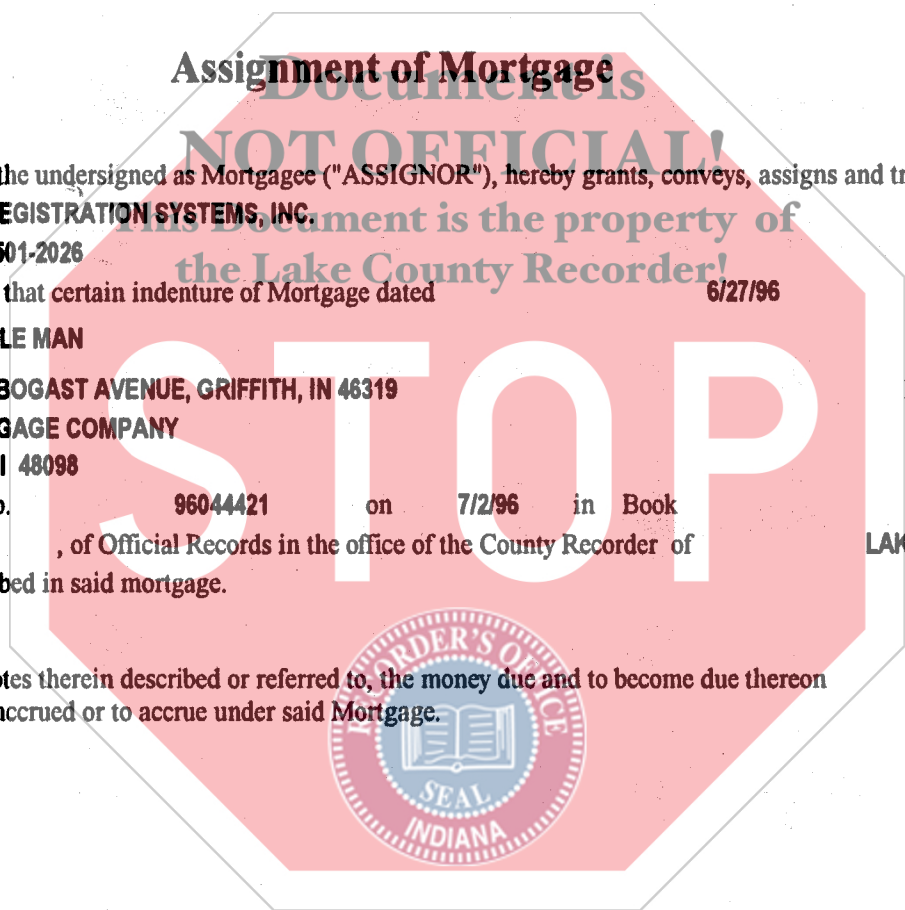 Assignment of Mortgage
Document is
NOT OFFICIAL!
the undersigned as Mortgagee ("ASSIGNOR"), hereby grants, conveys, assigns and tr
EGISTRATION SYSTEMS, INC.
This Document is the property of
501-2026
the Lake County Recorder!
that certain indenture of Mortgage dated 6/27/96
LE MAN
BOGAST AVENUE, GRIFFITH, IN 46319
GAGE COMPANY
I 48098
STOP
o. 96044421 on 7/2/96 in Book
, of Official Records in the office of the County Recorder of LAK
bed in said mortgage.
RECORDER'S OFFICE
otes therein described or referred to, the money due and to become due thereon
accrued or to accrue under said Mortgage.
SEAL
INDIANA